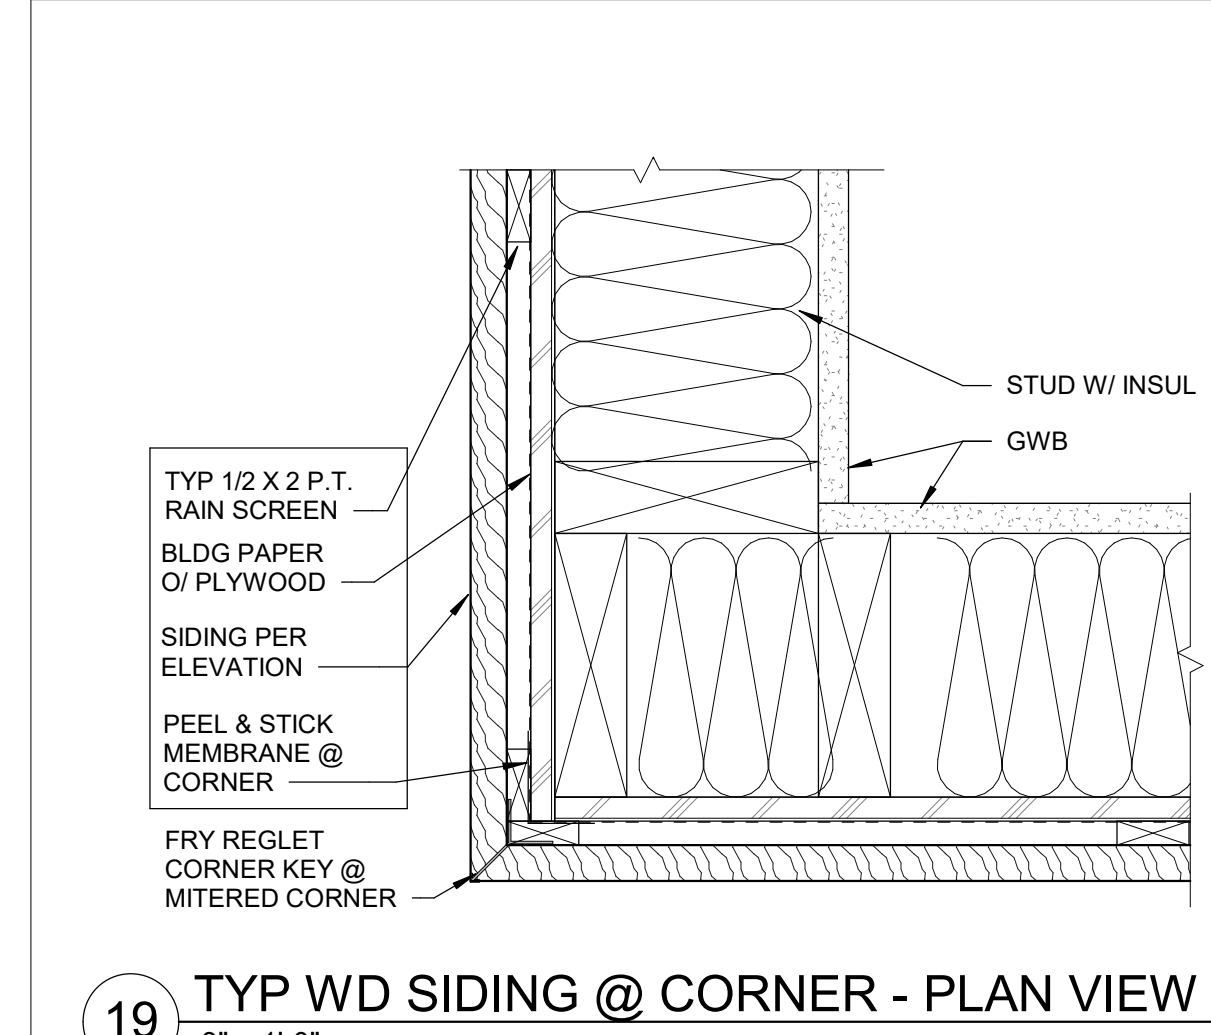 TYP 1/2 X 2 P.T.
RAIN SCREEN
BLDG PAPER
O/ PLYWOOD
SIDING PER
ELEVATION
PEEL & STICK
MEMBRANE @
CORNER
FRY REGLET
CORNER KEY @
MITERED CORNER
STUD W/ INSUL
GWB
19
TYP WD SIDING @ CORNER - PLAN VIEW